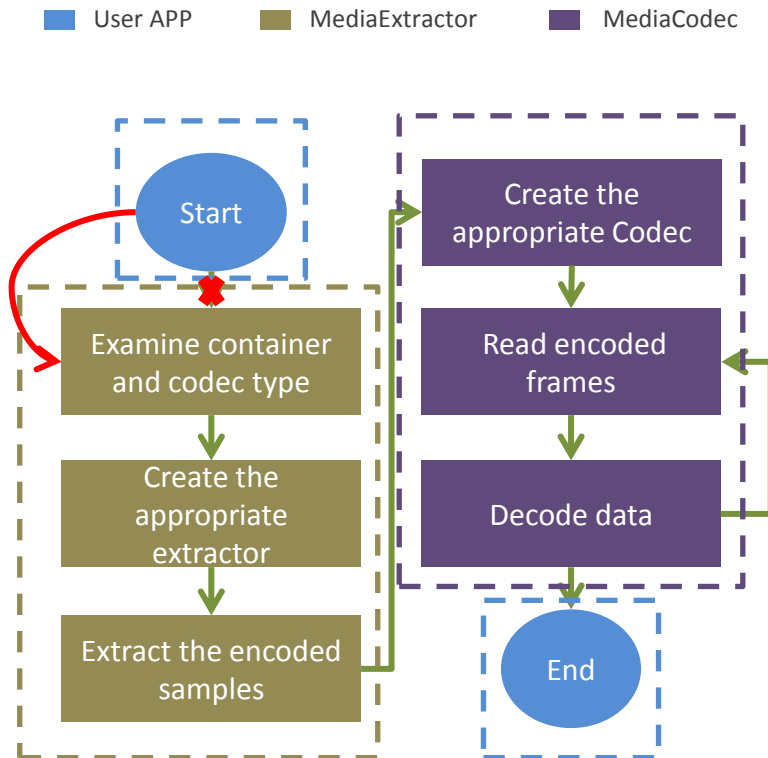 User APP
MediaExtractor
MediaCodec
Start
Examine container
and codec type
Create the
appropriate
extractor
Extract the encoded
samples
Create the
appropriate Codec
Read encoded
frames
Decode data
End